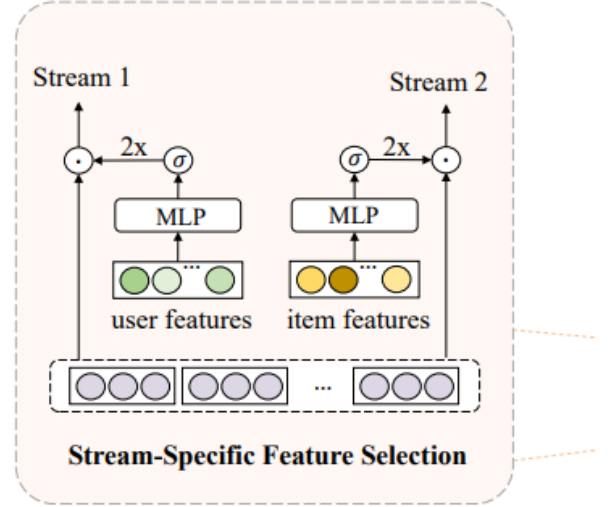 Stream 1
Stream 2
2x
σ
σ
2x
MLP
MLP
...
...
user features
item features
...
Stream-Specific Feature Selection